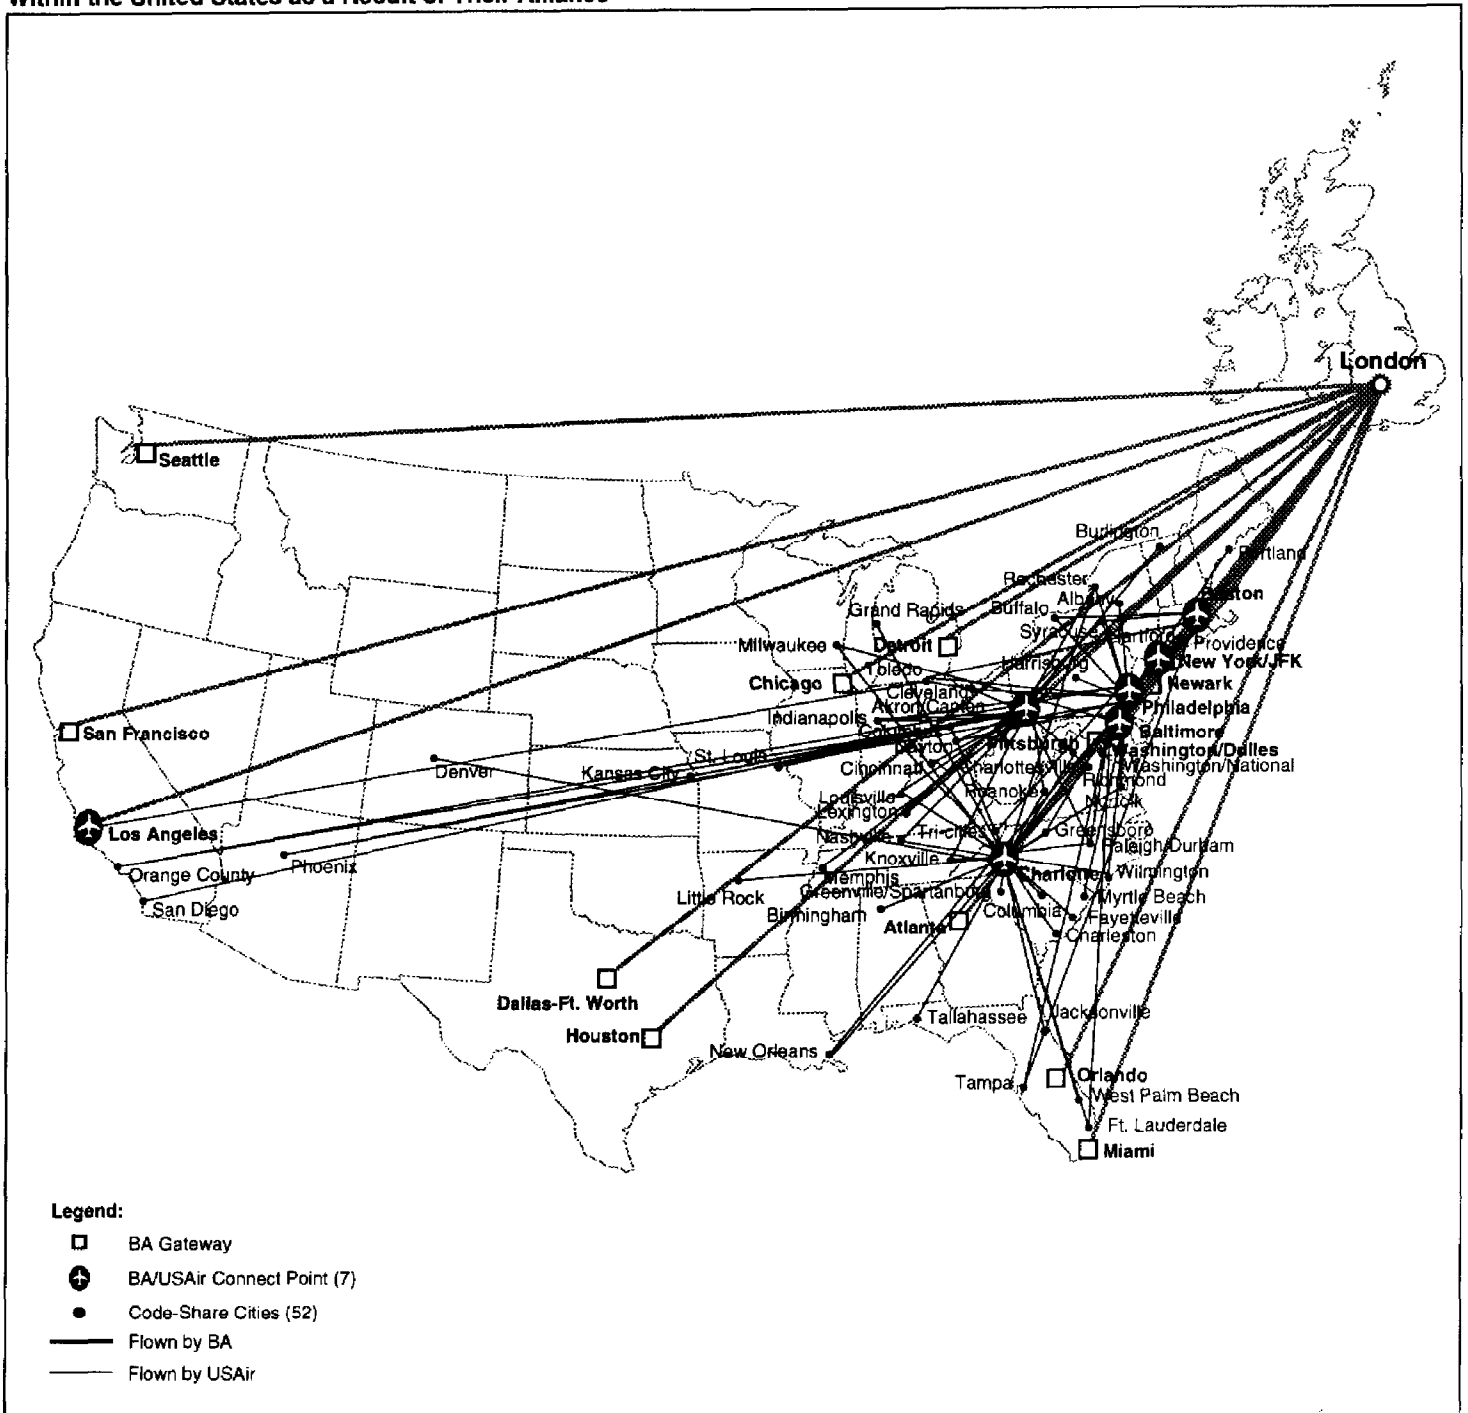 Within the United States as a Result of Their Alliance
London
Seattle
Burlington
Portland
Rochester
Albany
Boston
Grand Rapids
Buffalo
Syracuse
Hartford
Providence
Milwaukee
Detroit
Harrisburg
New York/JFK
Toledo
Chicago
Cleveland
Newark
Akron/Canton
Philadelphia
Indianapolis
San Francisco
Baltimore
Dayton
Pittsburgh
Washington/Dulles
St. Louis
Denver
Kansas City
Cincinnati
Charlottesville
Washington/National
Richmond
Roanoke
Louisville
Norfolk
Lexington
Los Angeles
Nashville
Tri-cities
Greensboro
Raleigh/Durham
Knoxville
Phoenix
Orange County
Memphis
Charlotte
Wilmington
Greenville/Spartanburg
Little Rock
Myrtle Beach
San Diego
Birmingham
Columbia
Fayetteville
Atlanta
Charleston
Dallas-Ft. Worth
Tallahassee
Jacksonville
Houston
New Orleans
Orlando
Tampa
West Palm Beach
Ft. Lauderdale
Miami
Legend:
BA Gateway
BA/USAir Connect Point (7)
Code-Share Cities (52)
Flown by BA
Flown by USAir